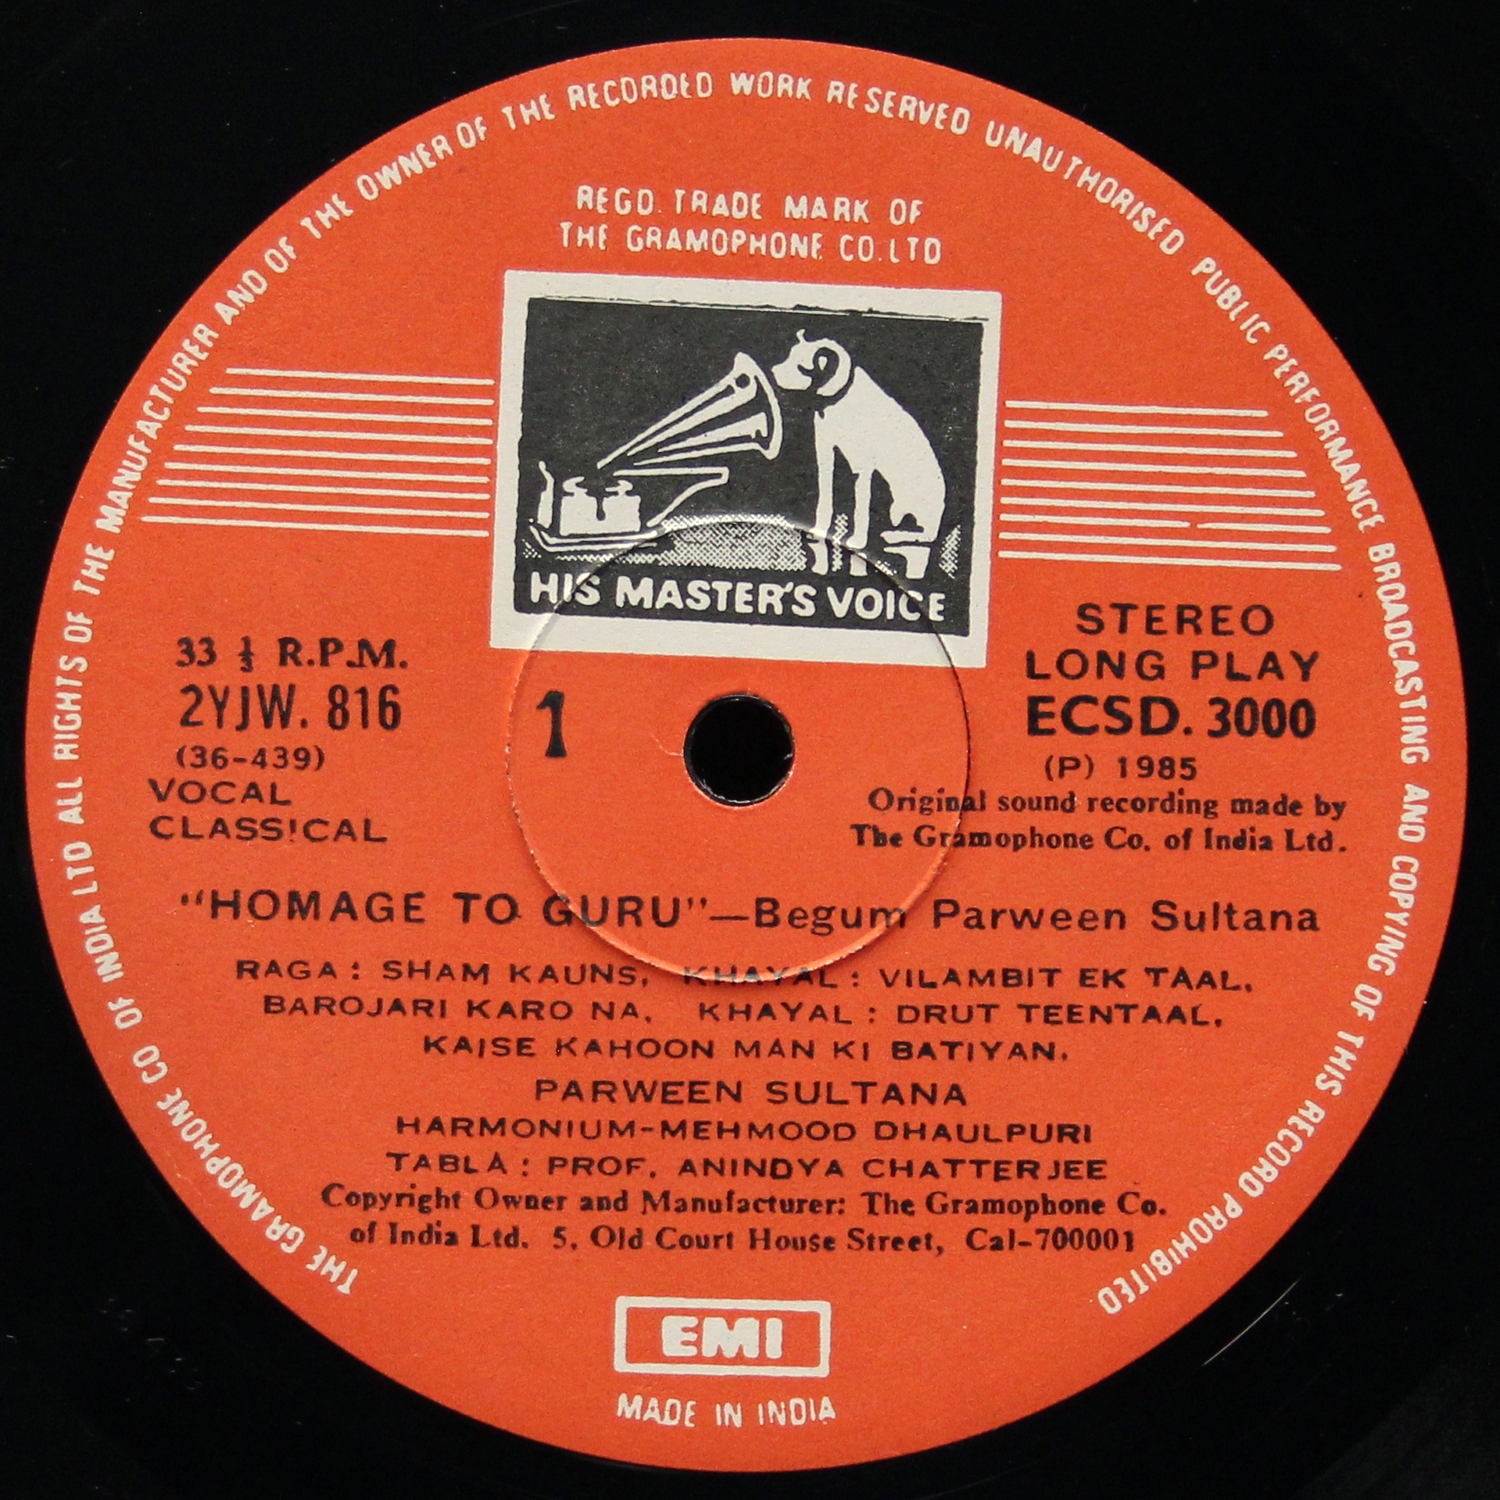 THE GRAMOPHONE CO OF INDIA LTD ALL RIGHTS OF THE MANUFACTURER AND OF THE OWNER OF THE RECORDED WORK RESERVED UNAUTHORISED PUBLIC PERFORMANCE BROADCASTING AND COPYING OF THIS RECORD PROHIBITED
REGD. TRADE MARK OF
THE GRAMOPHONE CO. LTD
HIS MASTER'S VOICE
33 ⅓ R.P.M.
2YJW. 816
(36-439)
VOCAL
CLASSICAL
1
STEREO
LONG PLAY
ECSD. 3000
(P) 1985
Original sound recording made by
The Gramophone Co. of India Ltd.
"HOMAGE TO GURU"—Begum Parween Sultana
RAGA : SHAM KAUNS, KHAYAL : VILAMBIT EK TAAL,
BAROJARI KARO NA, KHAYAL : DRUT TEENTAAL,
KAISE KAHOON MAN KI BATIYAN.
PARWEEN SULTANA
HARMONIUM-MEHMOOD DHAULPURI
TABLA : PROF. ANINDYA CHATTERJEE
Copyright Owner and Manufacturer: The Gramophone Co.
of India Ltd. 5, Old Court House Street, Cal-700001
EMI
MADE IN INDIA